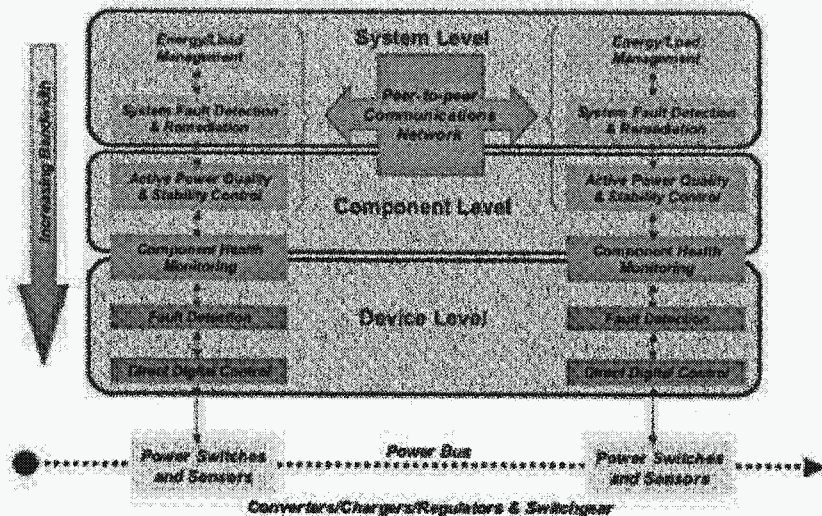 System Level
Energy/Load
Management
Energy/Load
Management
Peer-to-peer
Communications
Network
System Fault Detection
& Remediation
System Fault Detection
& Remediation
Increasing Bandwidth
Active Power Quality
& Stability Control
Active Power Quality
& Stability Control
Component Level
Component Health
Monitoring
Component Health
Monitoring
Fault Detection
Device Level
Fault Detection
Direct Digital Control
Direct Digital Control
Power Switches
and Sensors
Power Bus
Power Switches
and Sensors
Converters/Chargers/Regulators & Switchgear